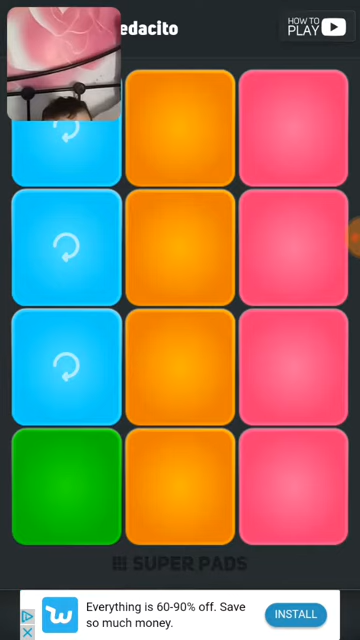 edacito
HOW TO
PLAY
SUPER PADS
Everything is 60-90% off. Save
so much money.
INSTALL